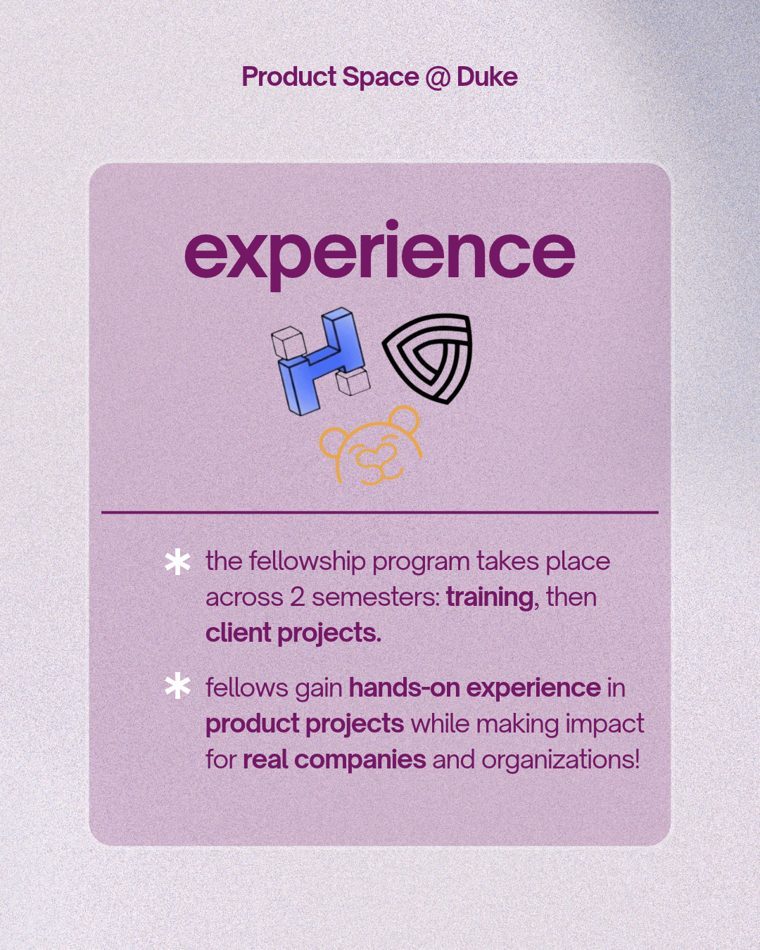 Product Space @ Duke
experience
the fellowship program takes place
across 2 semesters: training, then
client projects.
fellows gain hands-on experience in
product projects while making impact
for real companies and organizations!